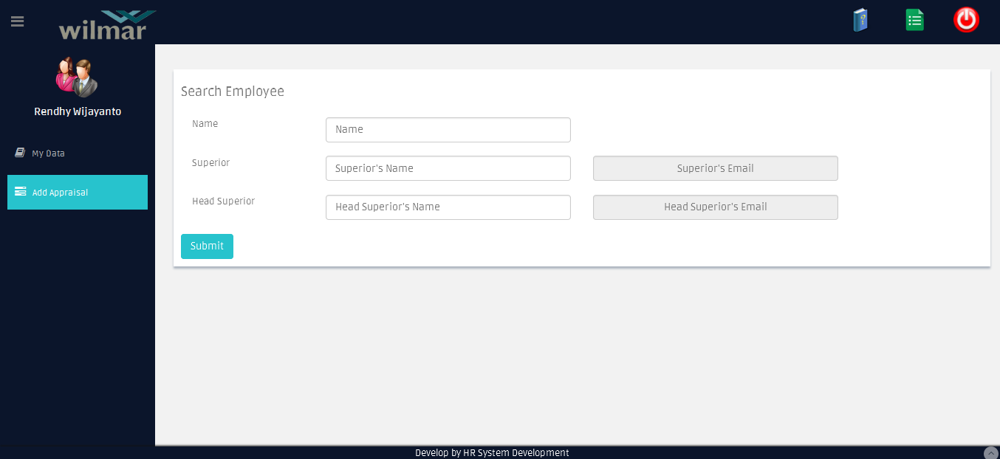 wilmar
Rendhy Wijayanto
My Data
Add Appraisal
Search Employee
Name
Name
Superior
Superior's Name
Superior's Email
Head Superior
Head Superior's Name
Head Superior's Email
Submit
Develop by HR System Development